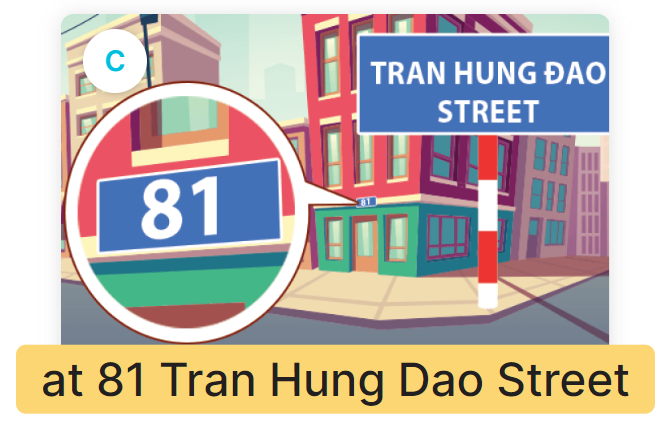 C
TRAN HUNG ĐAO
STREET
81
81
at 81 Tran Hung Dao Street